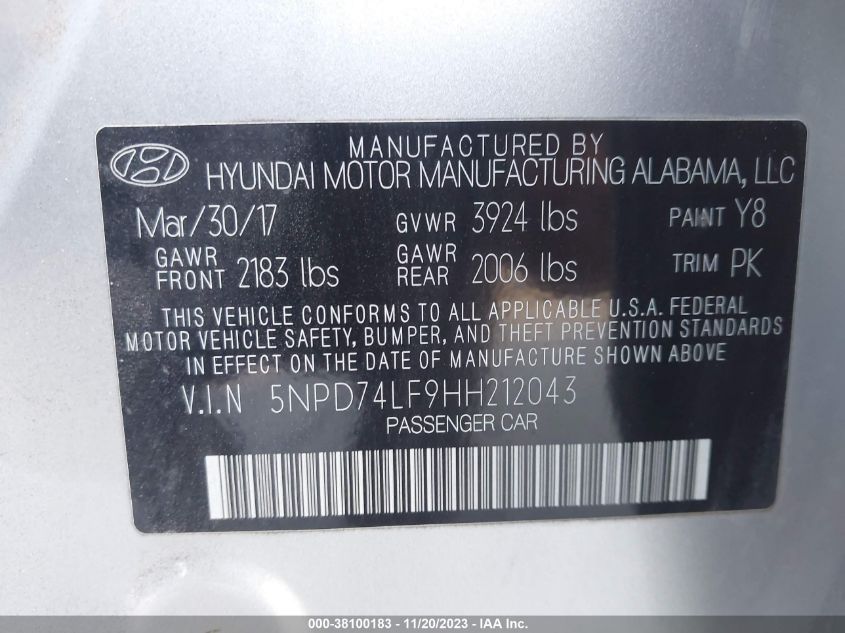 MANUFACTURED BY
HYUNDAI MOTOR MANUFACTURING ALABAMA, LLC
Mar/30/17 GVWR 3924 lbs PAINT Y8
GAWR FRONT 2183 lbs GAWR REAR 2006 lbs TRIM PK
THIS VEHICLE CONFORMS TO ALL APPLICABLE U.S.A. FEDERAL
MOTOR VEHICLE SAFETY, BUMPER, AND THEFT PREVENTION STANDARDS
IN EFFECT ON THE DATE OF MANUFACTURE SHOWN ABOVE
V.I.N 5NPD74LF9HH212043
PASSENGER CAR
000-38100183 - 11/20/2023 - IAA Inc.